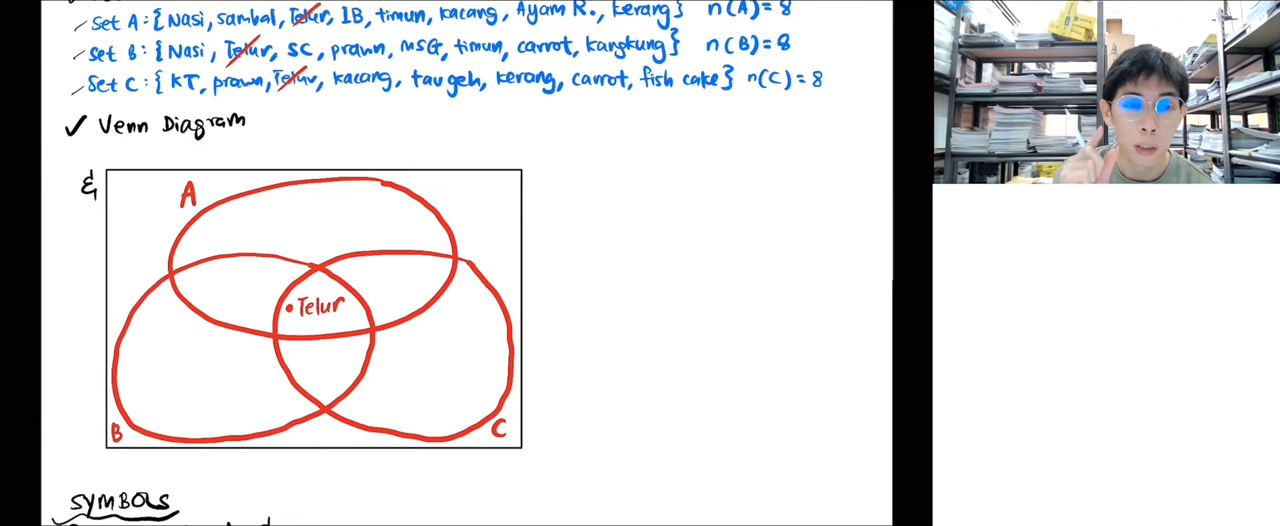 Set A : {Nasi, sambal, Telur, IB, timun, kacang, Ayam R., kerang} n(A) = 8
Set B : {Nasi, Telur, SC, prawn, MSG, timun, carrot, kangkung} n(B) = 8
Set C : {KT, prawn, Telur, kacang, taugeh, kerang, carrot, fish cake} n(C) = 8
✓ Venn Diagram
ξ
A
• Telur
B
C
SYMBOLS